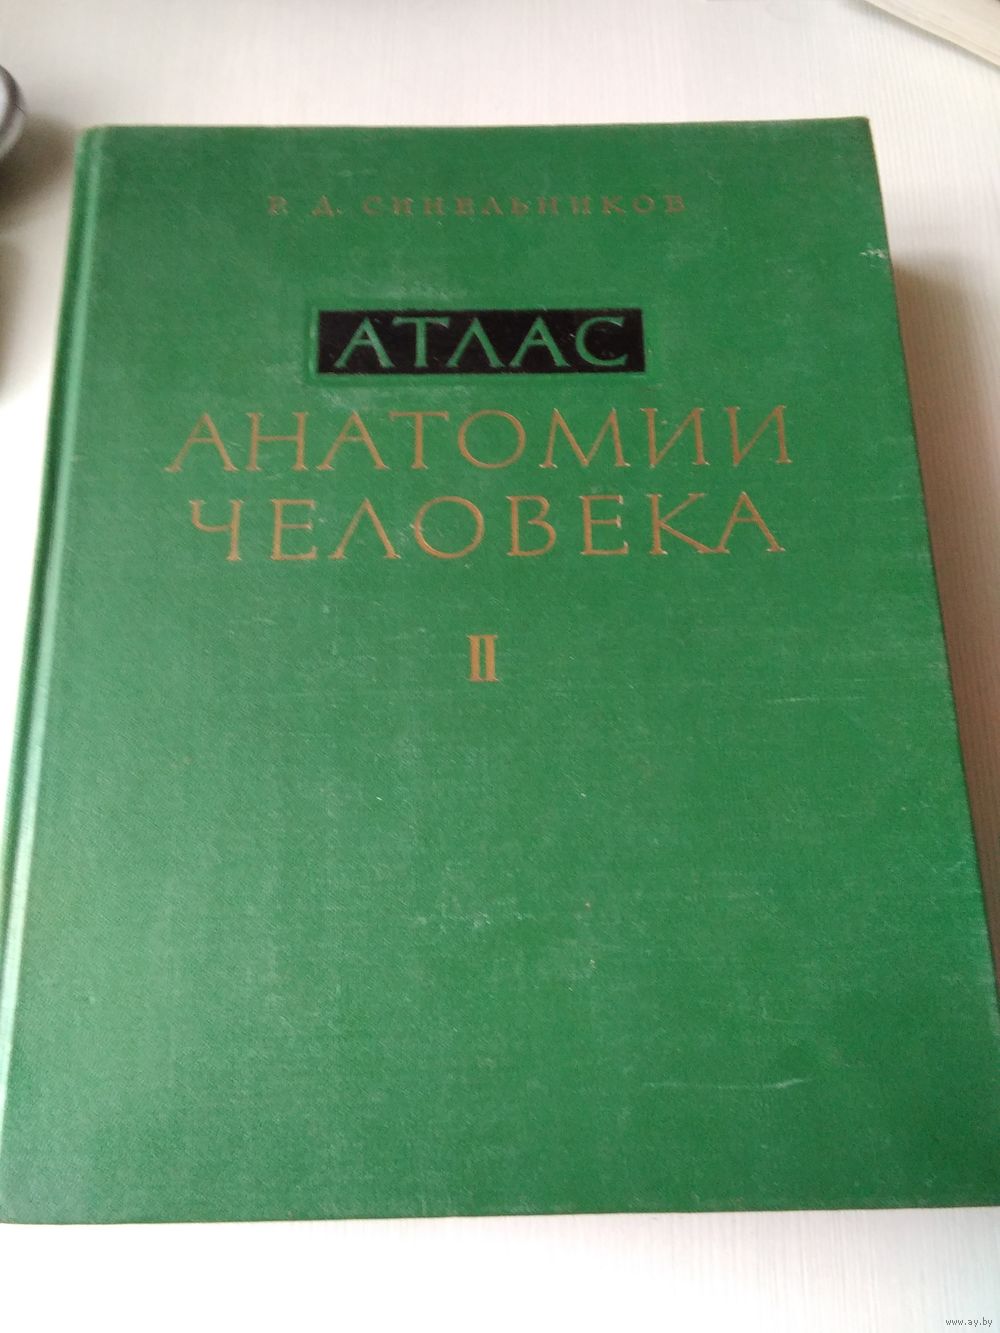 Р. Д. СИНЕЛЬНИКОВ
АТЛАС
АНАТОМИИ
ЧЕЛОВЕКА
II
www.ay.by